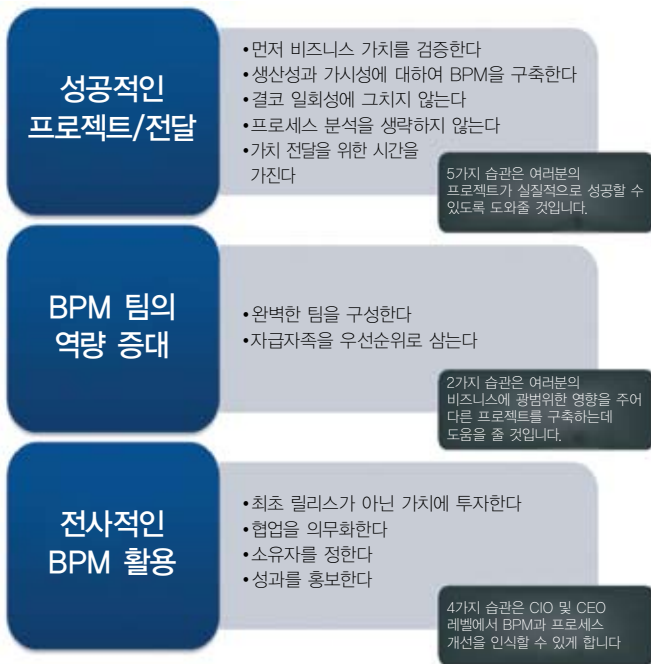 성공적인
프로젝트/전달
•먼저 비즈니스 가치를 검증한다
•생산성과 가시성에 대하여 BPM을 구축한다
•결코 일회성에 그치지 않는다
•프로세스 분석을 생략하지 않는다
•가치 전달을 위한 시간을
가진다
5가지 습관은 여러분의
프로젝트가 실질적으로 성공할 수
있도록 도와줄 것입니다.
BPM 팀의
역량 증대
•완벽한 팀을 구성한다
•자급자족을 우선순위로 삼는다
2가지 습관은 여러분의
비즈니스에 광범위한 영향을 주어
다른 프로젝트를 구축하는데
도움을 줄 것입니다.
전사적인
BPM 활용
•최초 릴리스가 아닌 가치에 투자한다
•협업을 의무화한다
•소유자를 정한다
•성과를 홍보한다
4가지 습관은 CIO 및 CEO
레벨에서 BPM과 프로세스
개선을 인식할 수 있게 합니다